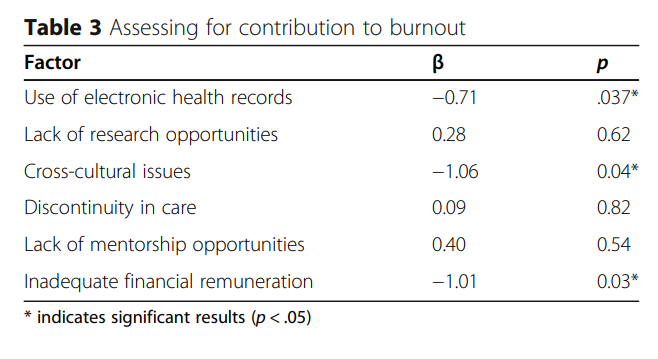 Table 3 Assessing for contribution to burnout
Factor β p
Use of electronic health records −0.71 .037*
Lack of research opportunities 0.28 0.62
Cross-cultural issues −1.06 0.04*
Discontinuity in care 0.09 0.82
Lack of mentorship opportunities 0.40 0.54
Inadequate financial remuneration −1.01 0.03*
* indicates significant results (p < .05)